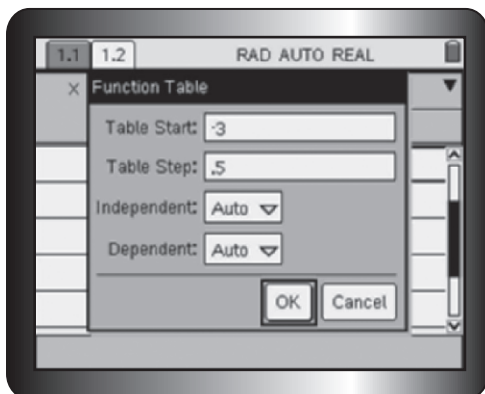 1.1 1.2 RAD AUTO REAL
X
Function Table
Table Start: -3
Table Step: .5
Independent: Auto
Dependent: Auto
OK Cancel